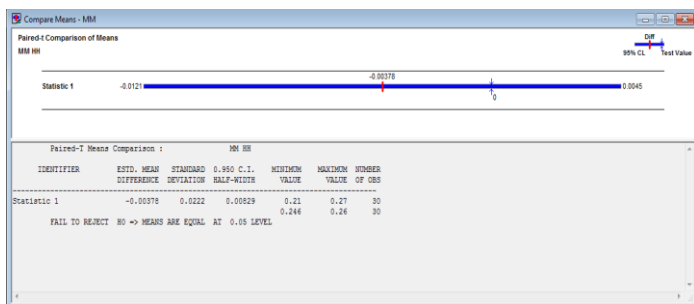 Compare Means - MM
Paired-t Comparison of Means
MM HH
Diff
95% CL Test Value
-0.00378
Statistic 1 -0.0121 0.0045
0
Paired-T Means Comparison : MM HH
IDENTIFIER ESTD. MEAN STANDARD 0.950 C.I. MINIMUM MAXIMUM NUMBER
DIFFERENCE DEVIATION HALF-WIDTH VALUE VALUE OF OBS
Statistic 1 -0.00378 0.0222 0.00829 0.21 0.27 30
0.246 0.26 30
FAIL TO REJECT H0 => MEANS ARE EQUAL AT 0.05 LEVEL